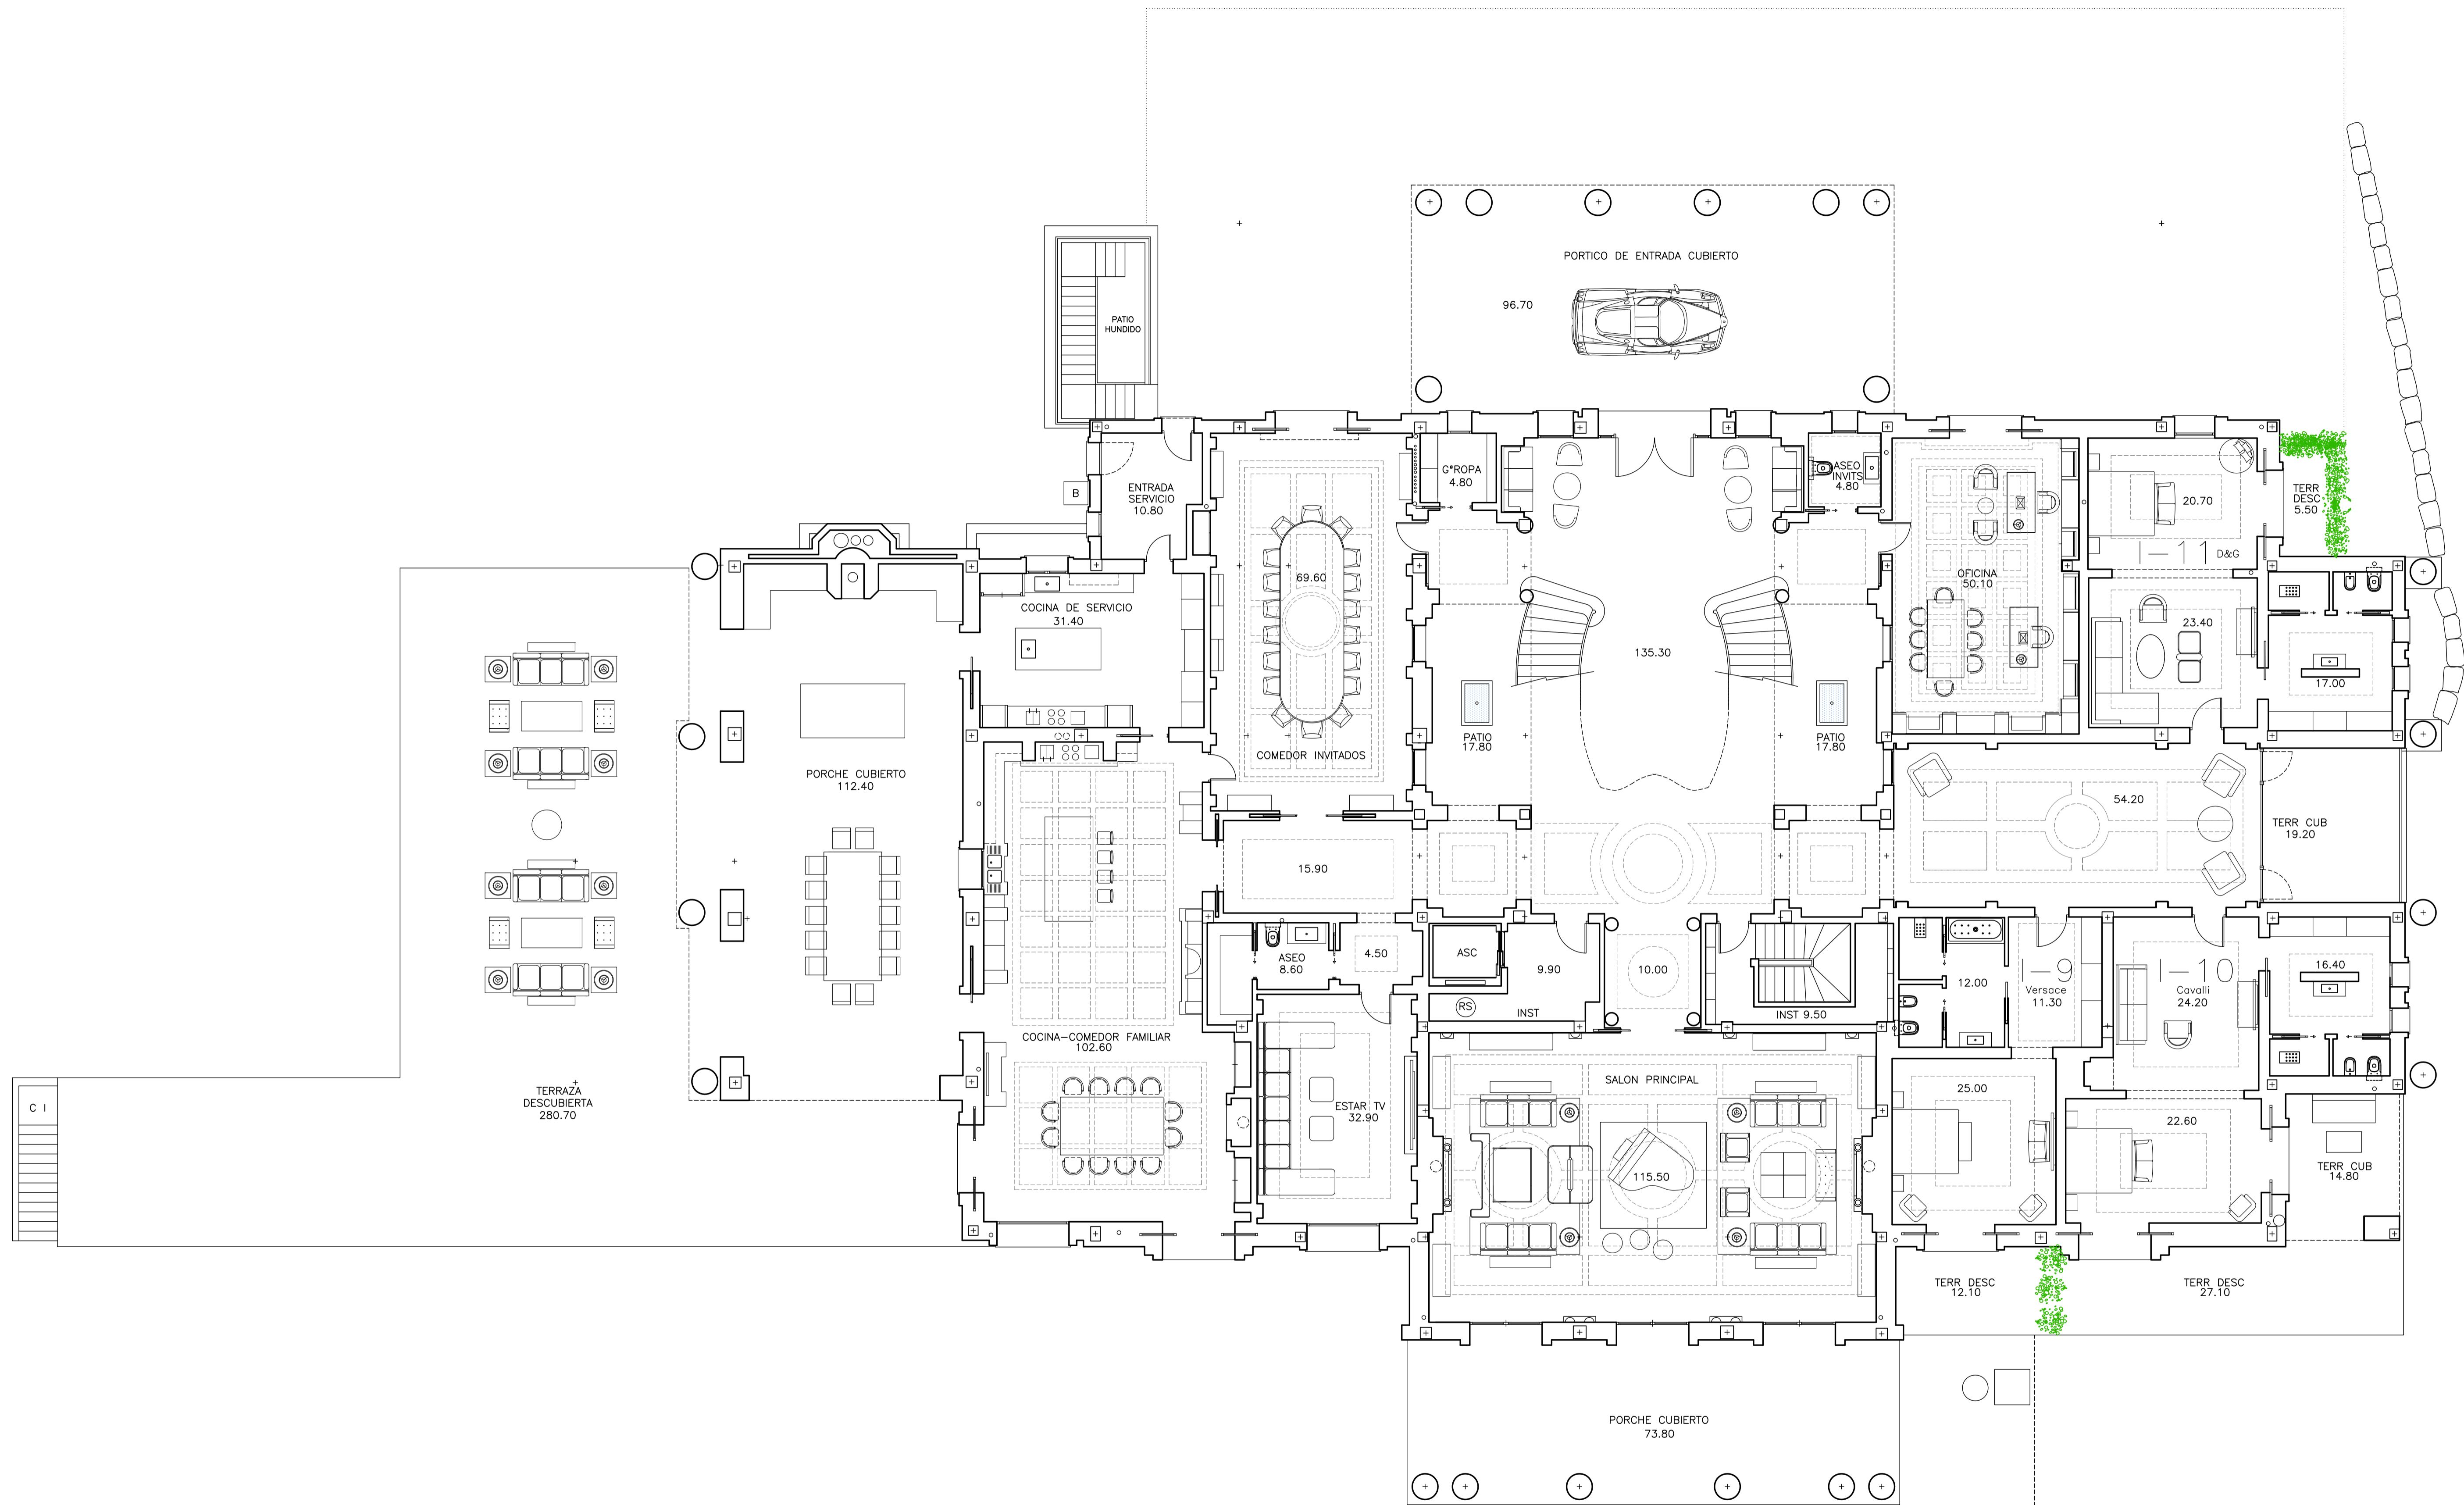 PORTICO DE ENTRADA CUBIERTO
96.70
PATIO
HUNDIDO
B
ENTRADA
SERVICIO
10.80
GªROPA
4.80
ASEO
INVITS
4.80
20.70
TERR
DESC
5.50
I-11 D&G
69.60
OFICINA
50.10
COCINA DE SERVICIO
31.40
23.40
135.30
17.00
PATIO
17.80
PATIO
17.80
COMEDOR INVITADOS
PORCHE CUBIERTO
112.40
54.20
TERR CUB
19.20
15.90
ASC
4.50
ASEO
8.60
9.90
10.00
12.00
I-9
Versace
11.30
I-10
Cavalli
24.20
16.40
RS
INST
INST 9.50
COCINA-COMEDOR FAMILIAR
102.60
SALON PRINCIPAL
25.00
TERRAZA
DESCUBIERTA
280.70
C I
ESTAR TV
32.90
22.60
115.50
TERR CUB
14.80
TERR DESC
12.10
TERR DESC
27.10
PORCHE CUBIERTO
73.80